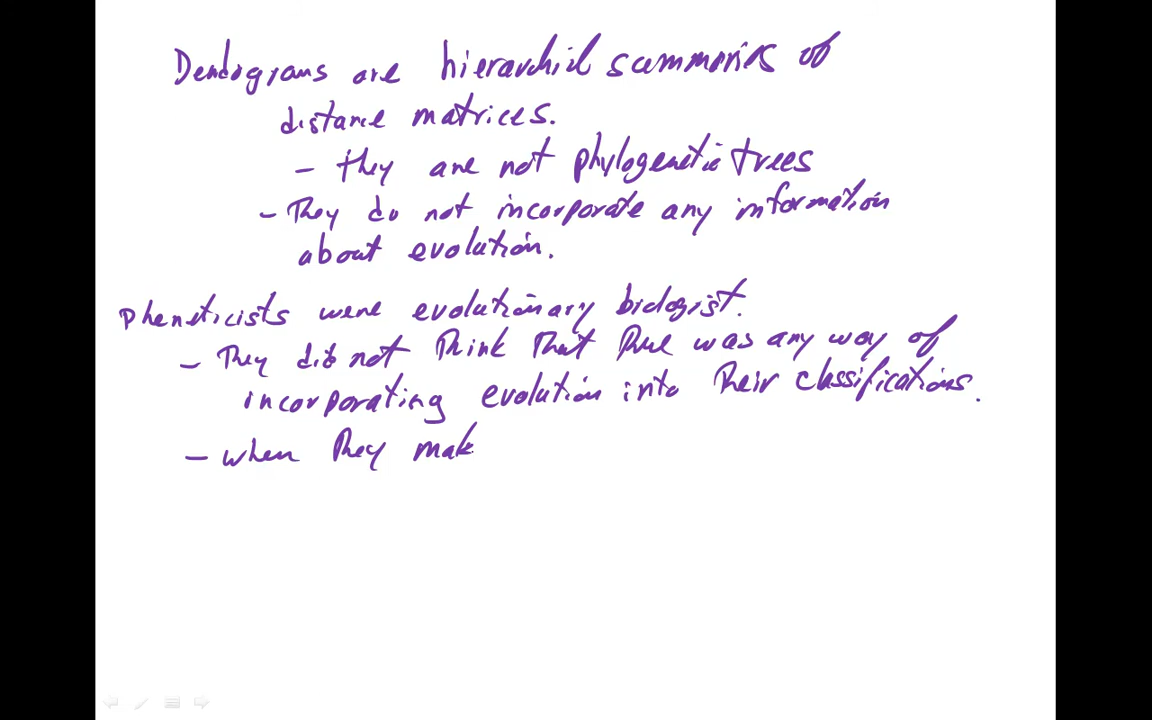 Dendograms are hierarchical summaries of
distance matrices.
- They are not phylogenetic trees
- They do not incorporate any information
about evolution.
Pheneticists were evolutionary biologist.
- They did not Think That There was any way of
incorporating evolution into Their classifications.
- when They mak